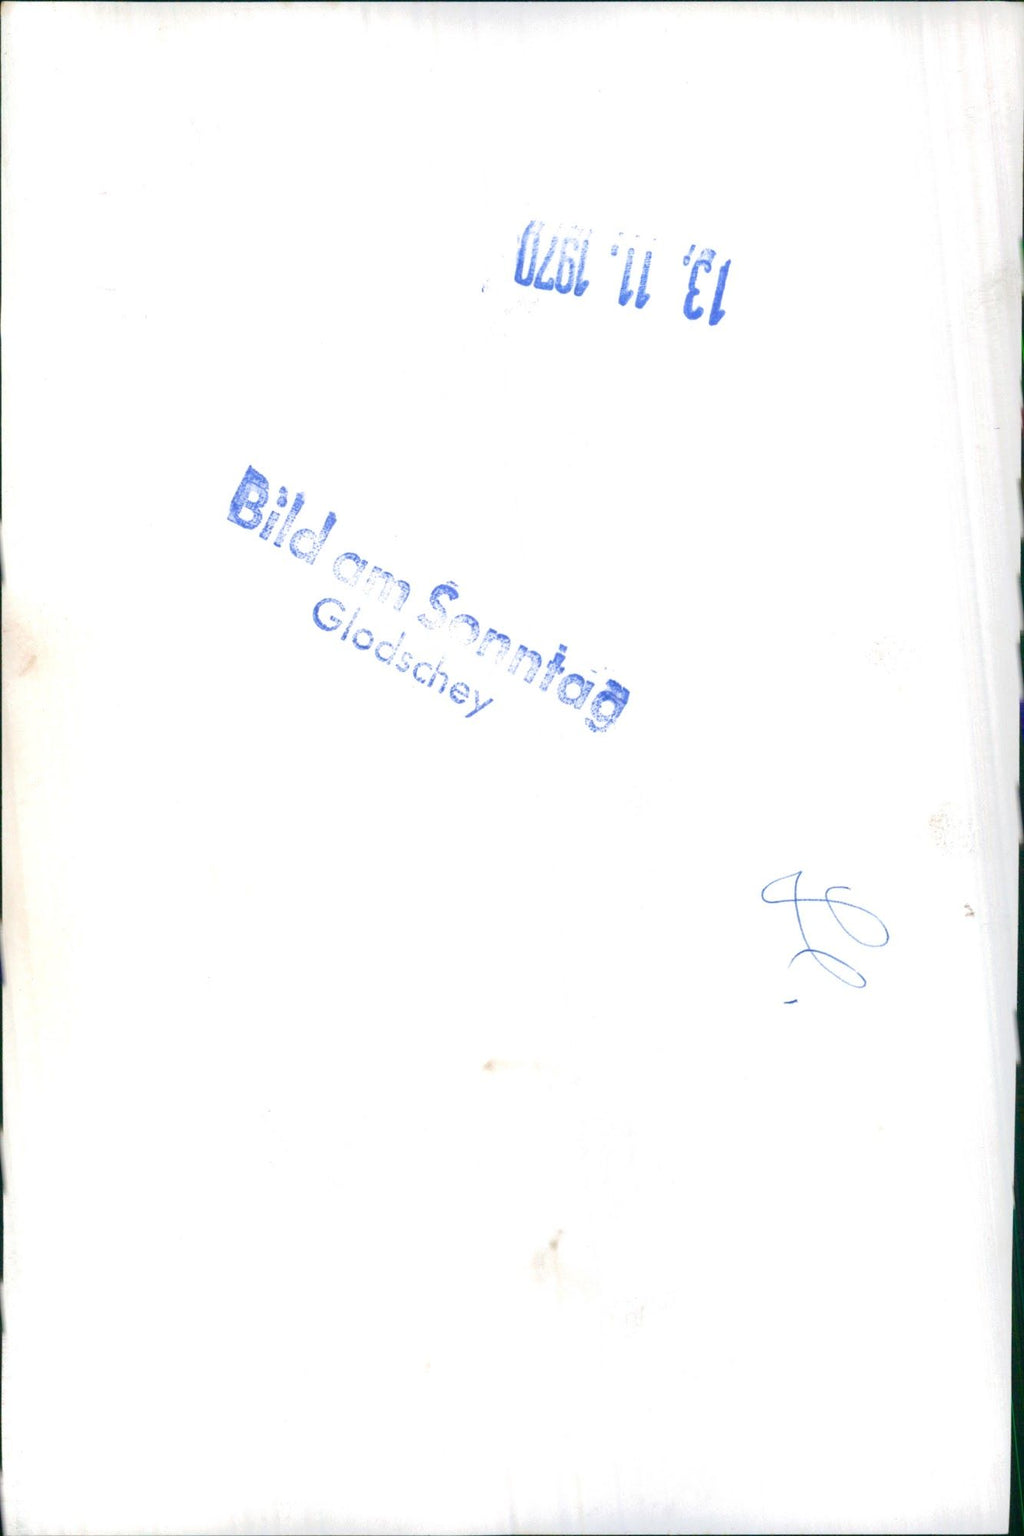 13. 11. 1970
Bild am Sonntag
Glodschey